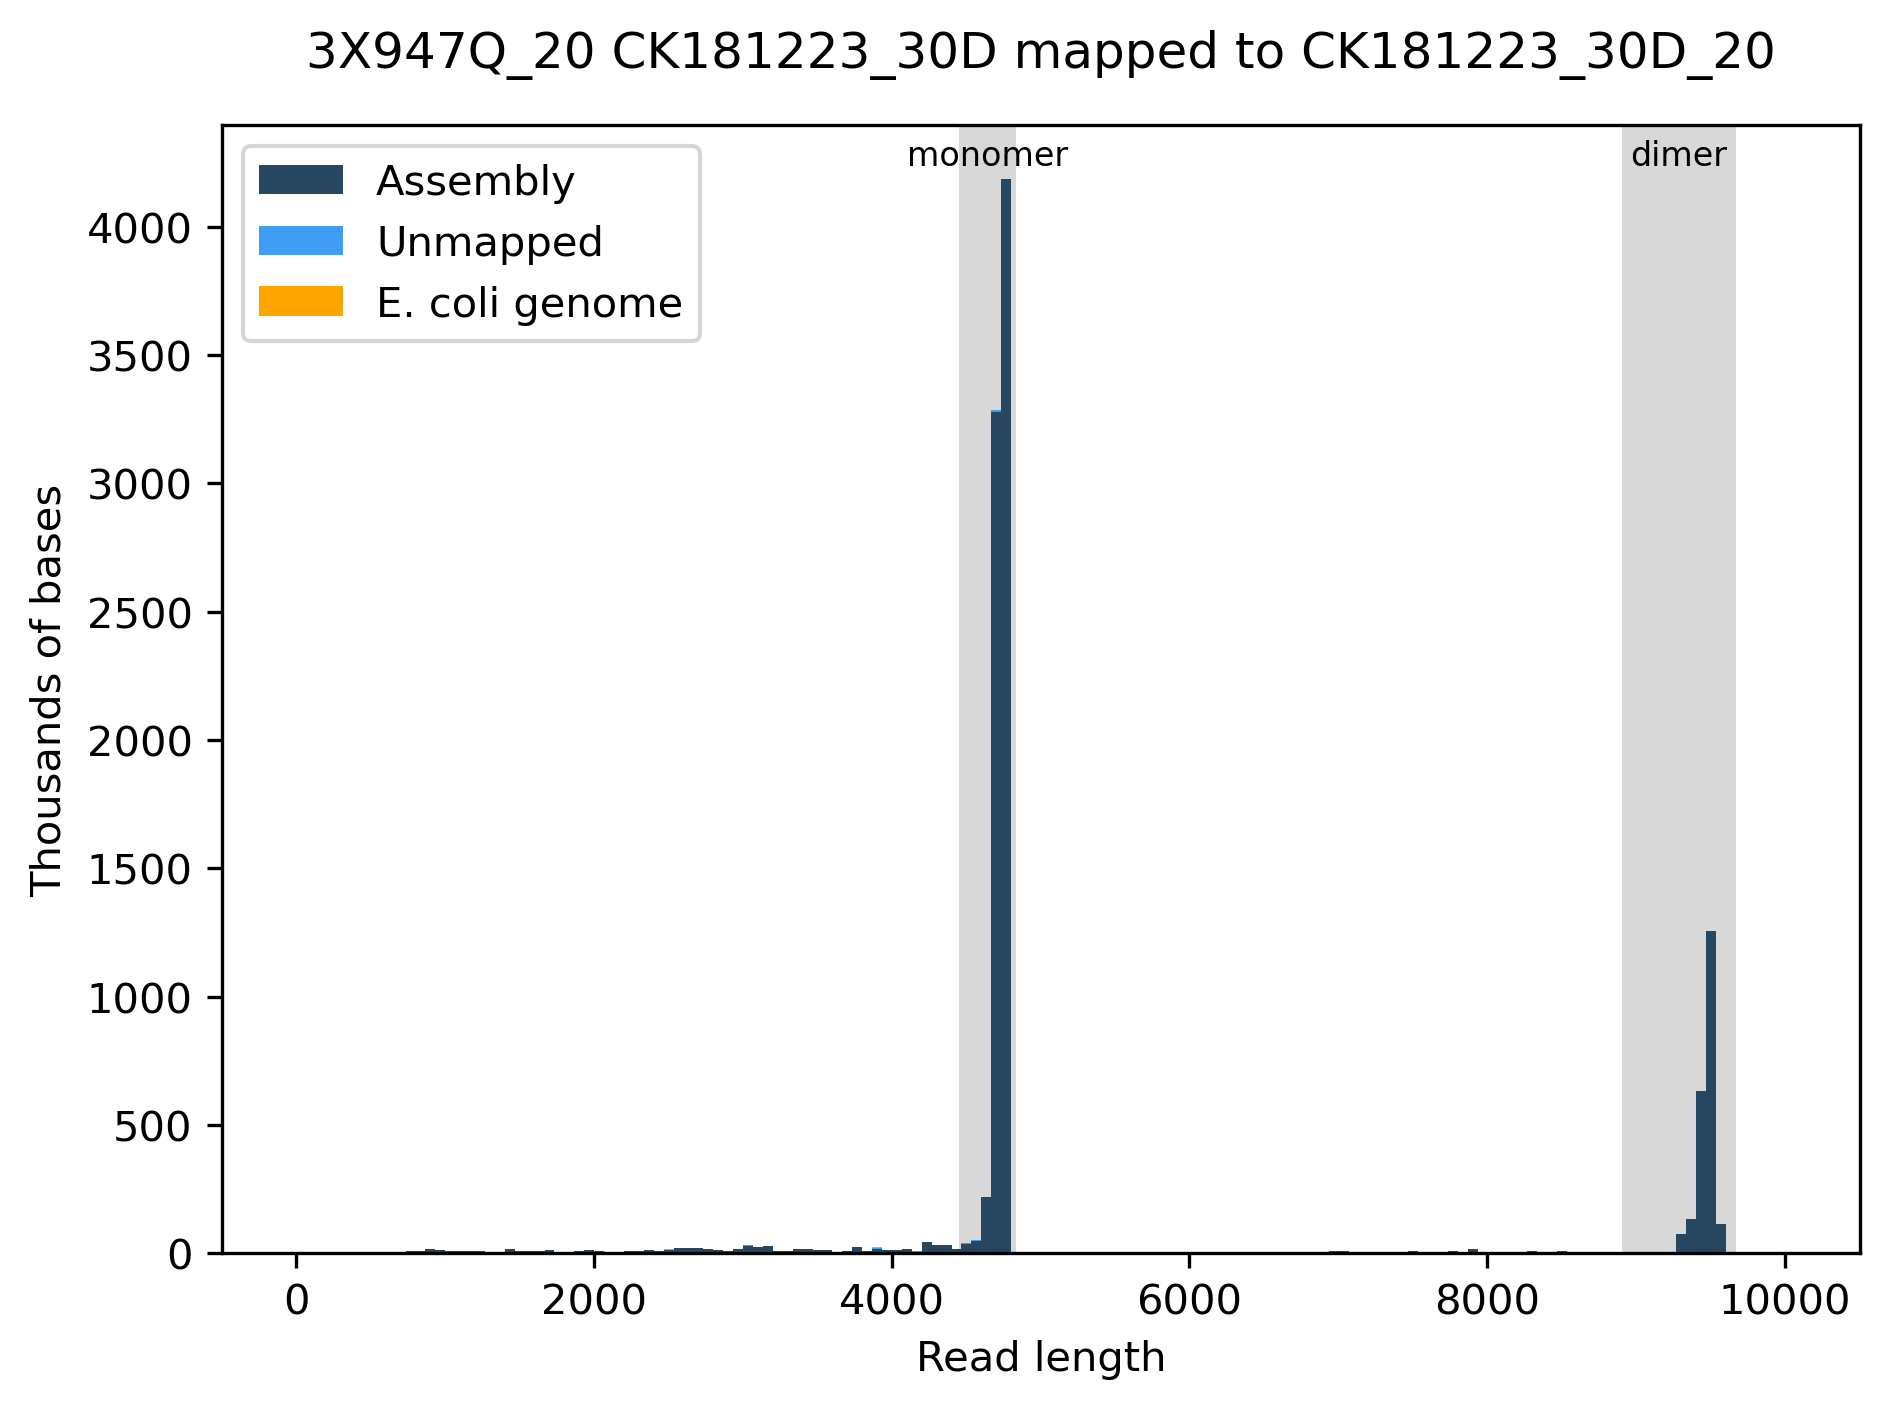 3X947Q_20 CK181223_30D mapped to CK181223_30D_20
monomer
dimer
Assembly
Unmapped
E. coli genome
4000
3500
3000
2500
2000
1500
1000
500
0
Thousands of bases
0 2000 4000 6000 8000 10000
Read length